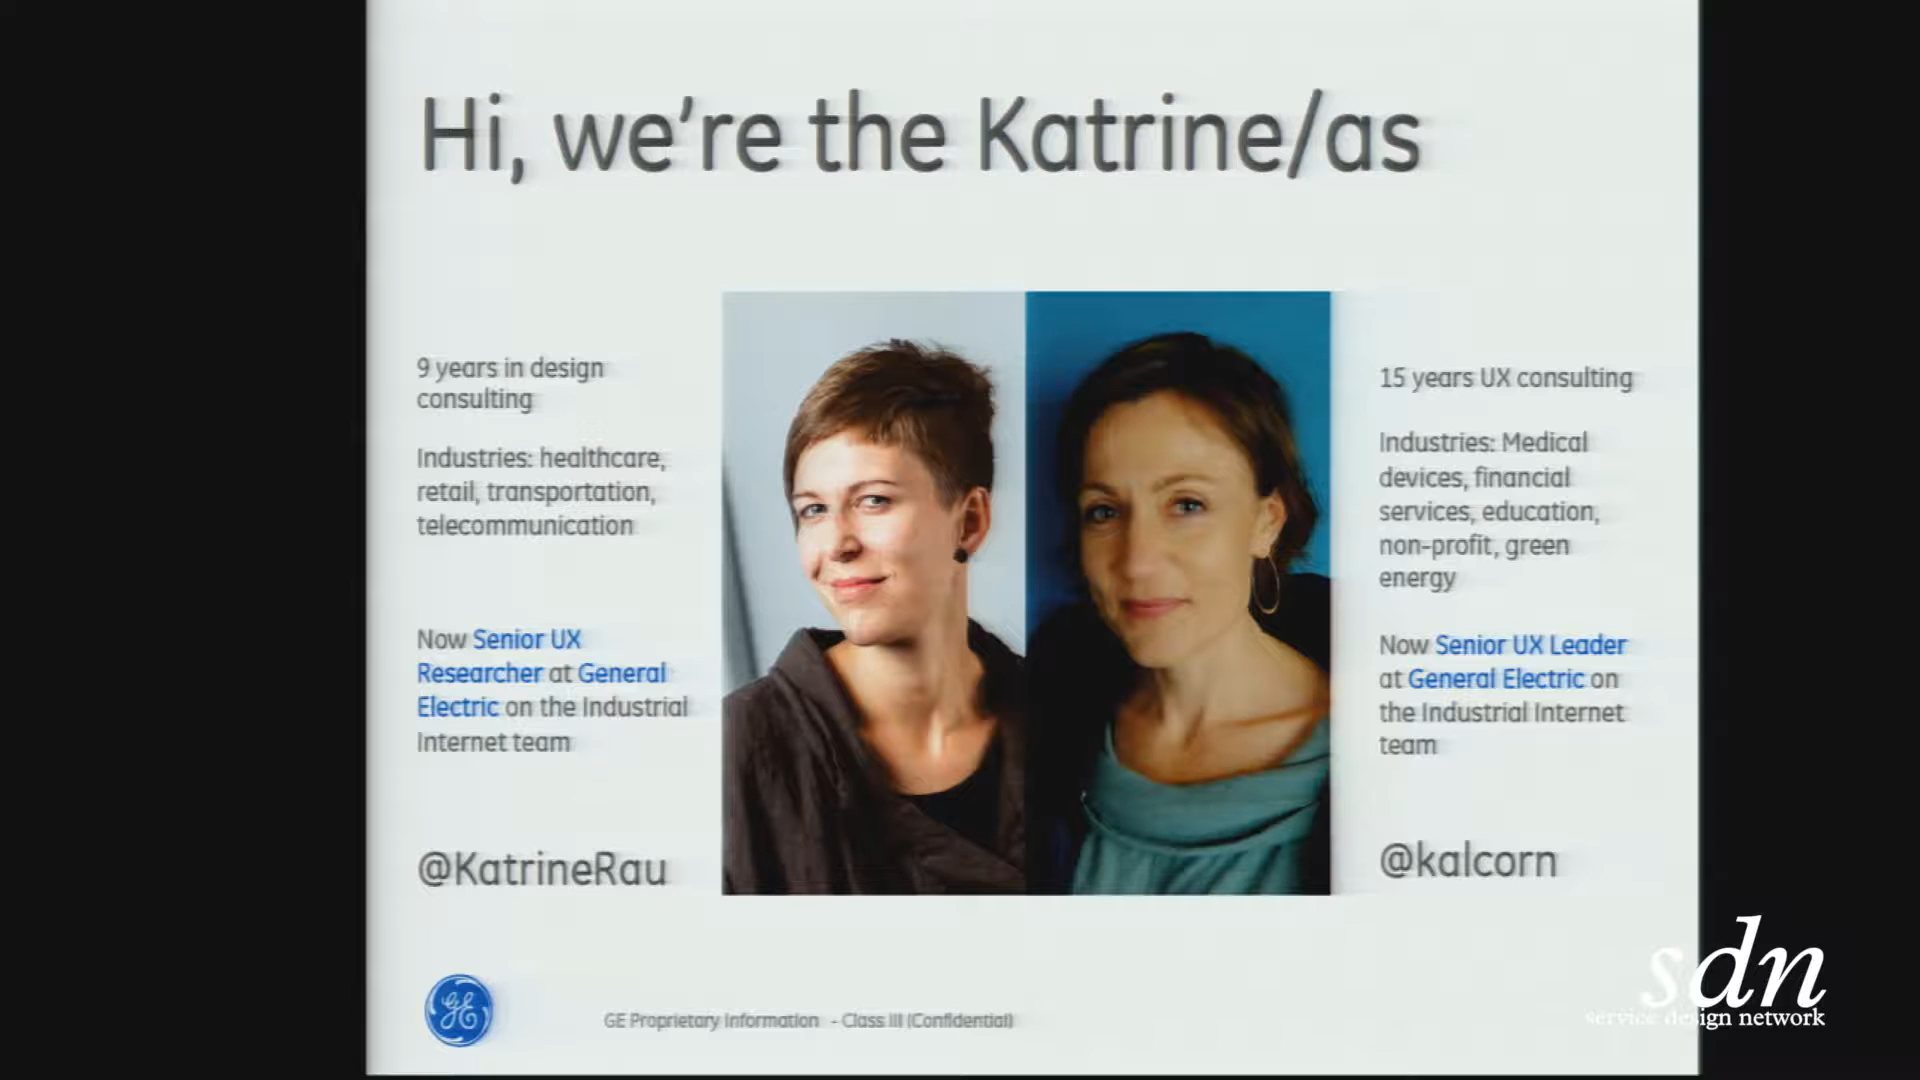 Hi, we're the Katrine/as
9 years in design
consulting
Industries: healthcare,
retail, transportation,
telecommunication
Now Senior UX
Researcher at General
Electric on the Industrial
Internet team
@KatrineRau
15 years UX consulting
Industries: Medical
devices, financial
services, education,
non-profit, green
energy
Now Senior UX Leader
at General Electric on
the Industrial Internet
team
@kalcorn
GE
GE Proprietary Information - Class III (Confidential)
sdn
service design network